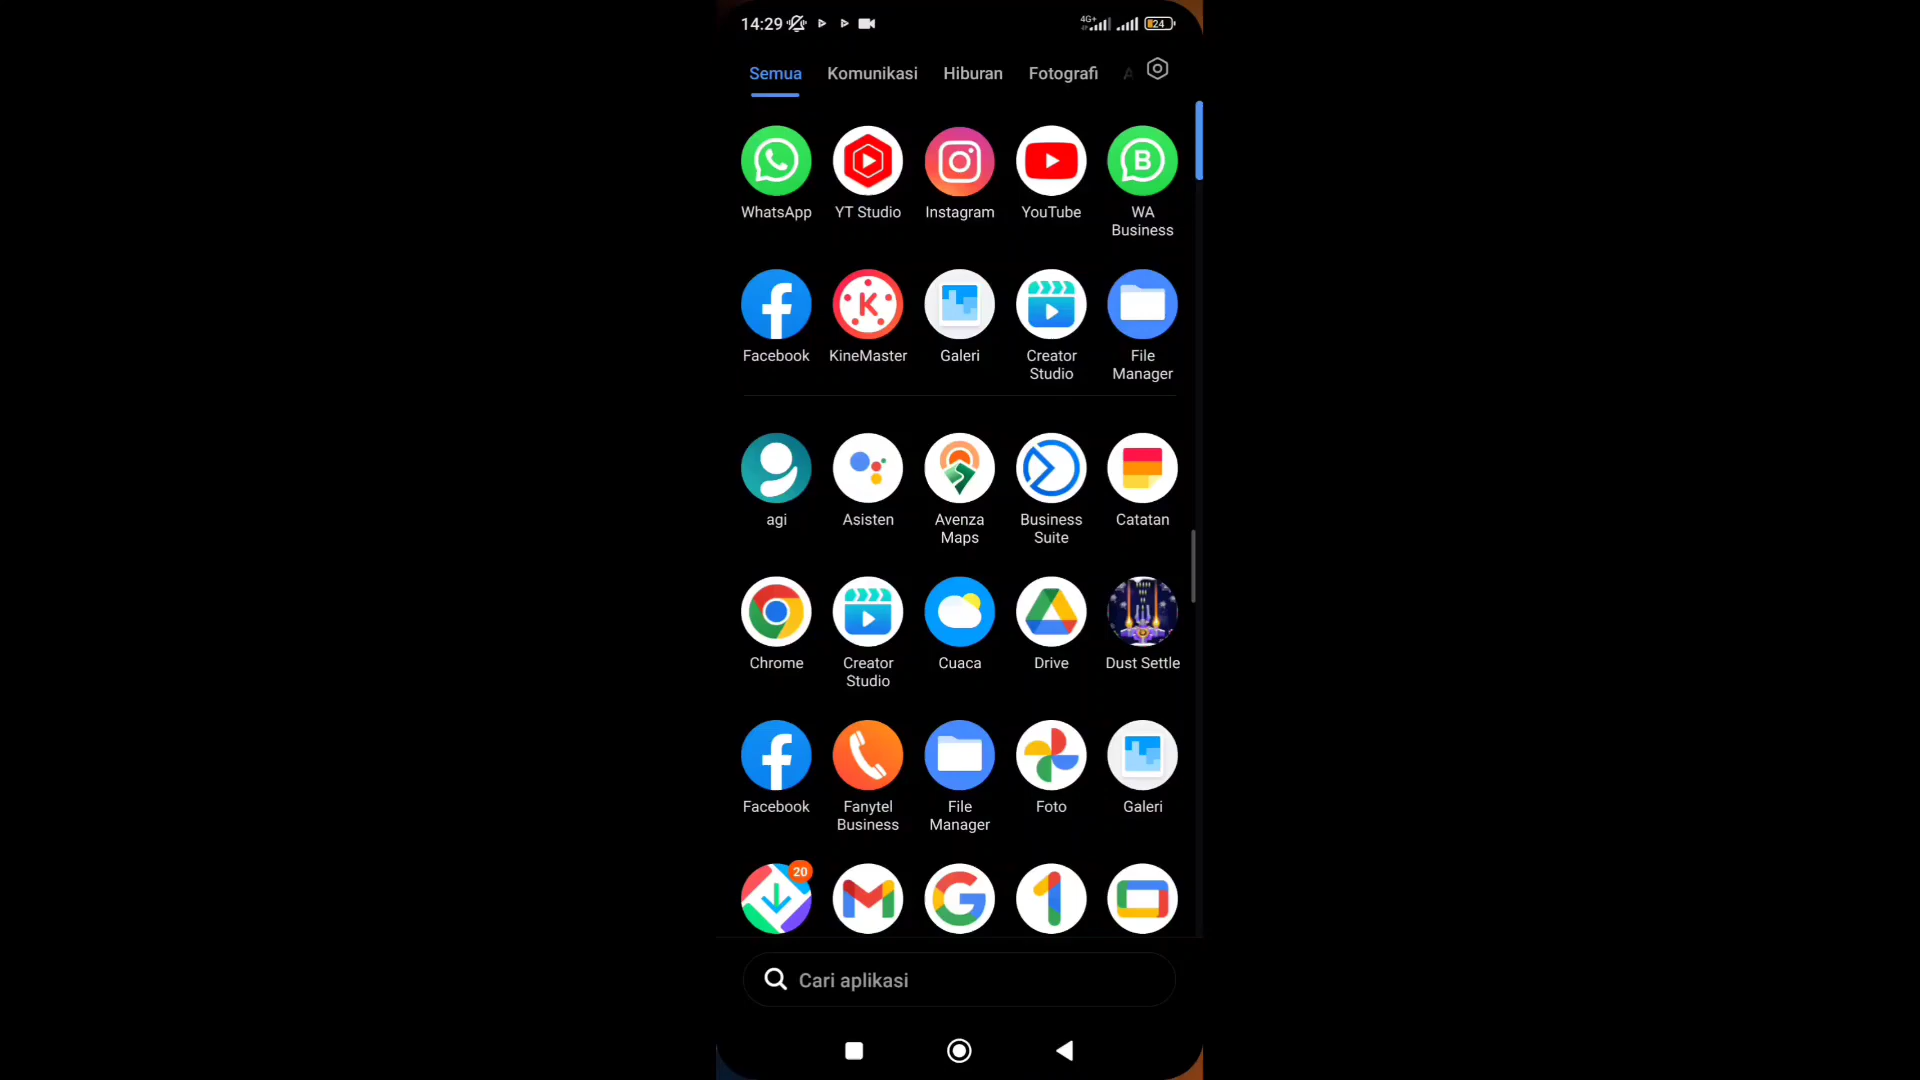 14:29
4G+
24
Semua Komunikasi Hiburan Fotografi
WhatsApp YT Studio Instagram YouTube WA
Business
Facebook KineMaster Galeri Creator
Studio File
Manager
agi Asisten Avenza
Maps Business
Suite Catatan
Chrome Creator
Studio Cuaca Drive Dust Settle
Facebook Fanytel
Business File
Manager Foto Galeri
20
Cari aplikasi